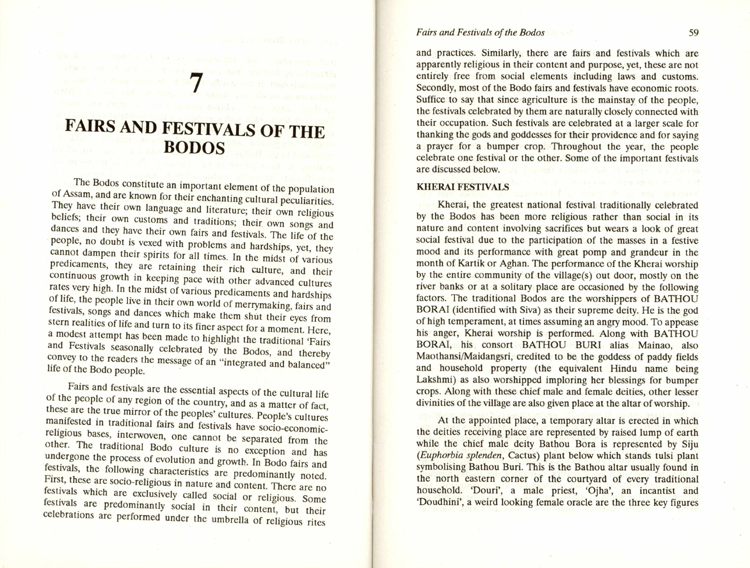 7
FAIRS AND FESTIVALS OF THE
BODOS
The Bodos constitute an important element of the population
of Assam, and are known for their enchanting cultural peculiarities.
They have their own language and literature; their own religious
beliefs; their own customs and traditions; their own songs and
dances and they have their own fairs and festivals. The life of the
people, no doubt is vexed with problems and hardships, yet, they
cannot dampen their spirits for all times. In the midst of various
predicaments, they are retaining their rich culture, and their
continuous growth in keeping pace with other advanced cultures
rates very high. In the midst of various predicaments and hardships
of life, the people live in their own world of merrymaking, fairs and
festivals, songs and dances which make them shut their eyes from
stern realities of life and turn to its finer aspect for a moment. Here,
a modest attempt has been made to highlight the traditional ‘Fairs
and Festivals seasonally celebrated by the Bodos, and thereby
convey to the readers the message of an “integrated and balanced”
life of the Bodo people.
Fairs and festivals are the essential aspects of the cultural life
of the people of any region of the country, and as a matter of fact,
these are the true mirror of the peoples’ cultures. People’s cultures
manifested in traditional fairs and festivals have socio-economic-
religious bases, interwoven, one cannot be separated from the
other. The traditional Bodo culture is no exception and has
undergone the process of evolution and growth. In Bodo fairs and
festivals, the following characteristics are predominantly noted.
First, these are socio-religious in nature and content. There are no
festivals which are exclusively called social or religious. Some
festivals are predominantly social in their content, but their
celebrations are performed under the umbrella of religious rites
Fairs and Festivals of the Bodos 59
and practices. Similarly, there are fairs and festivals which are
apparently religious in their content and purpose, yet, these are not
entirely free from social elements including laws and customs.
Secondly, most of the Bodo fairs and festivals have economic roots.
Suffice to say that since agriculture is the mainstay of the people,
the festivals celebrated by them are naturally closely connected with
their occupation. Such festivals are celebrated at a larger scale for
thanking the gods and goddesses for their providence and for saying
a prayer for a bumper crop. Throughout the year, the people
celebrate one festival or the other. Some of the important festivals
are discussed below.
KHERAI FESTIVALS
Kherai, the greatest national festival traditionally celebrated
by the Bodos has been more religious rather than social in its
nature and content involving sacrifices but wears a look of great
social festival due to the participation of the masses in a festive
mood and its performance with great pomp and grandeur in the
month of Kartik or Aghan. The performance of the Kherai worship
by the entire community of the village(s) out door, mostly on the
river banks or at a solitary place are occasioned by the following
factors. The traditional Bodos are the worshippers of BATHOU
BORAI (identified with Siva) as their supreme deity. He is the god
of high temperament, at times assuming an angry mood. To appease
his anger, Kherai worship is performed. Along with BATHOU
BORAI, his consort BATHOU BURI alias Mainao, also
Maothansi/Maidangsri, credited to be the goddess of paddy fields
and household property (the equivalent Hindu name being
Lakshmi) as also worshipped imploring her blessings for bumper
crops. Along with these chief male and female deities, other lesser
divinities of the village are also given place at the altar of worship.
At the appointed place, a temporary altar is erected in which
the deities receiving place are represented by raised lump of earth
while the chief male deity Bathou Bora is represented by Siju
(Euphorbia splenden, Cactus) plant below which stands tulsi plant
symbolising Bathou Buri. This is the Bathou altar usually found in
the north eastern corner of the courtyard of every traditional
household. ‘Douri’, a male priest, ‘Ojha’, an incantist and
‘Doudhini’, a weird looking female oracle are the three key figures